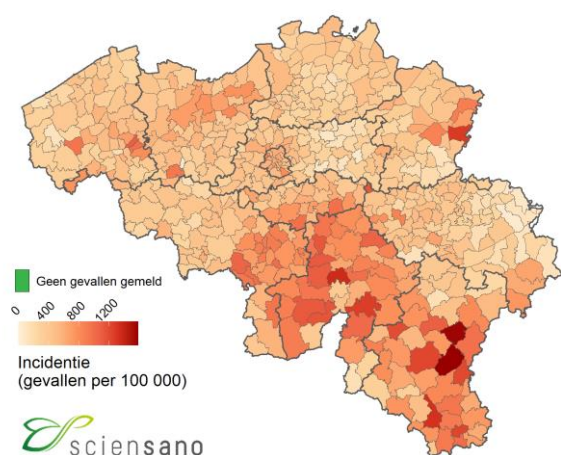 Geen gevallen gemeld
0
400
800
1200
Incidentie
(gevallen per 100 000)
sciensano